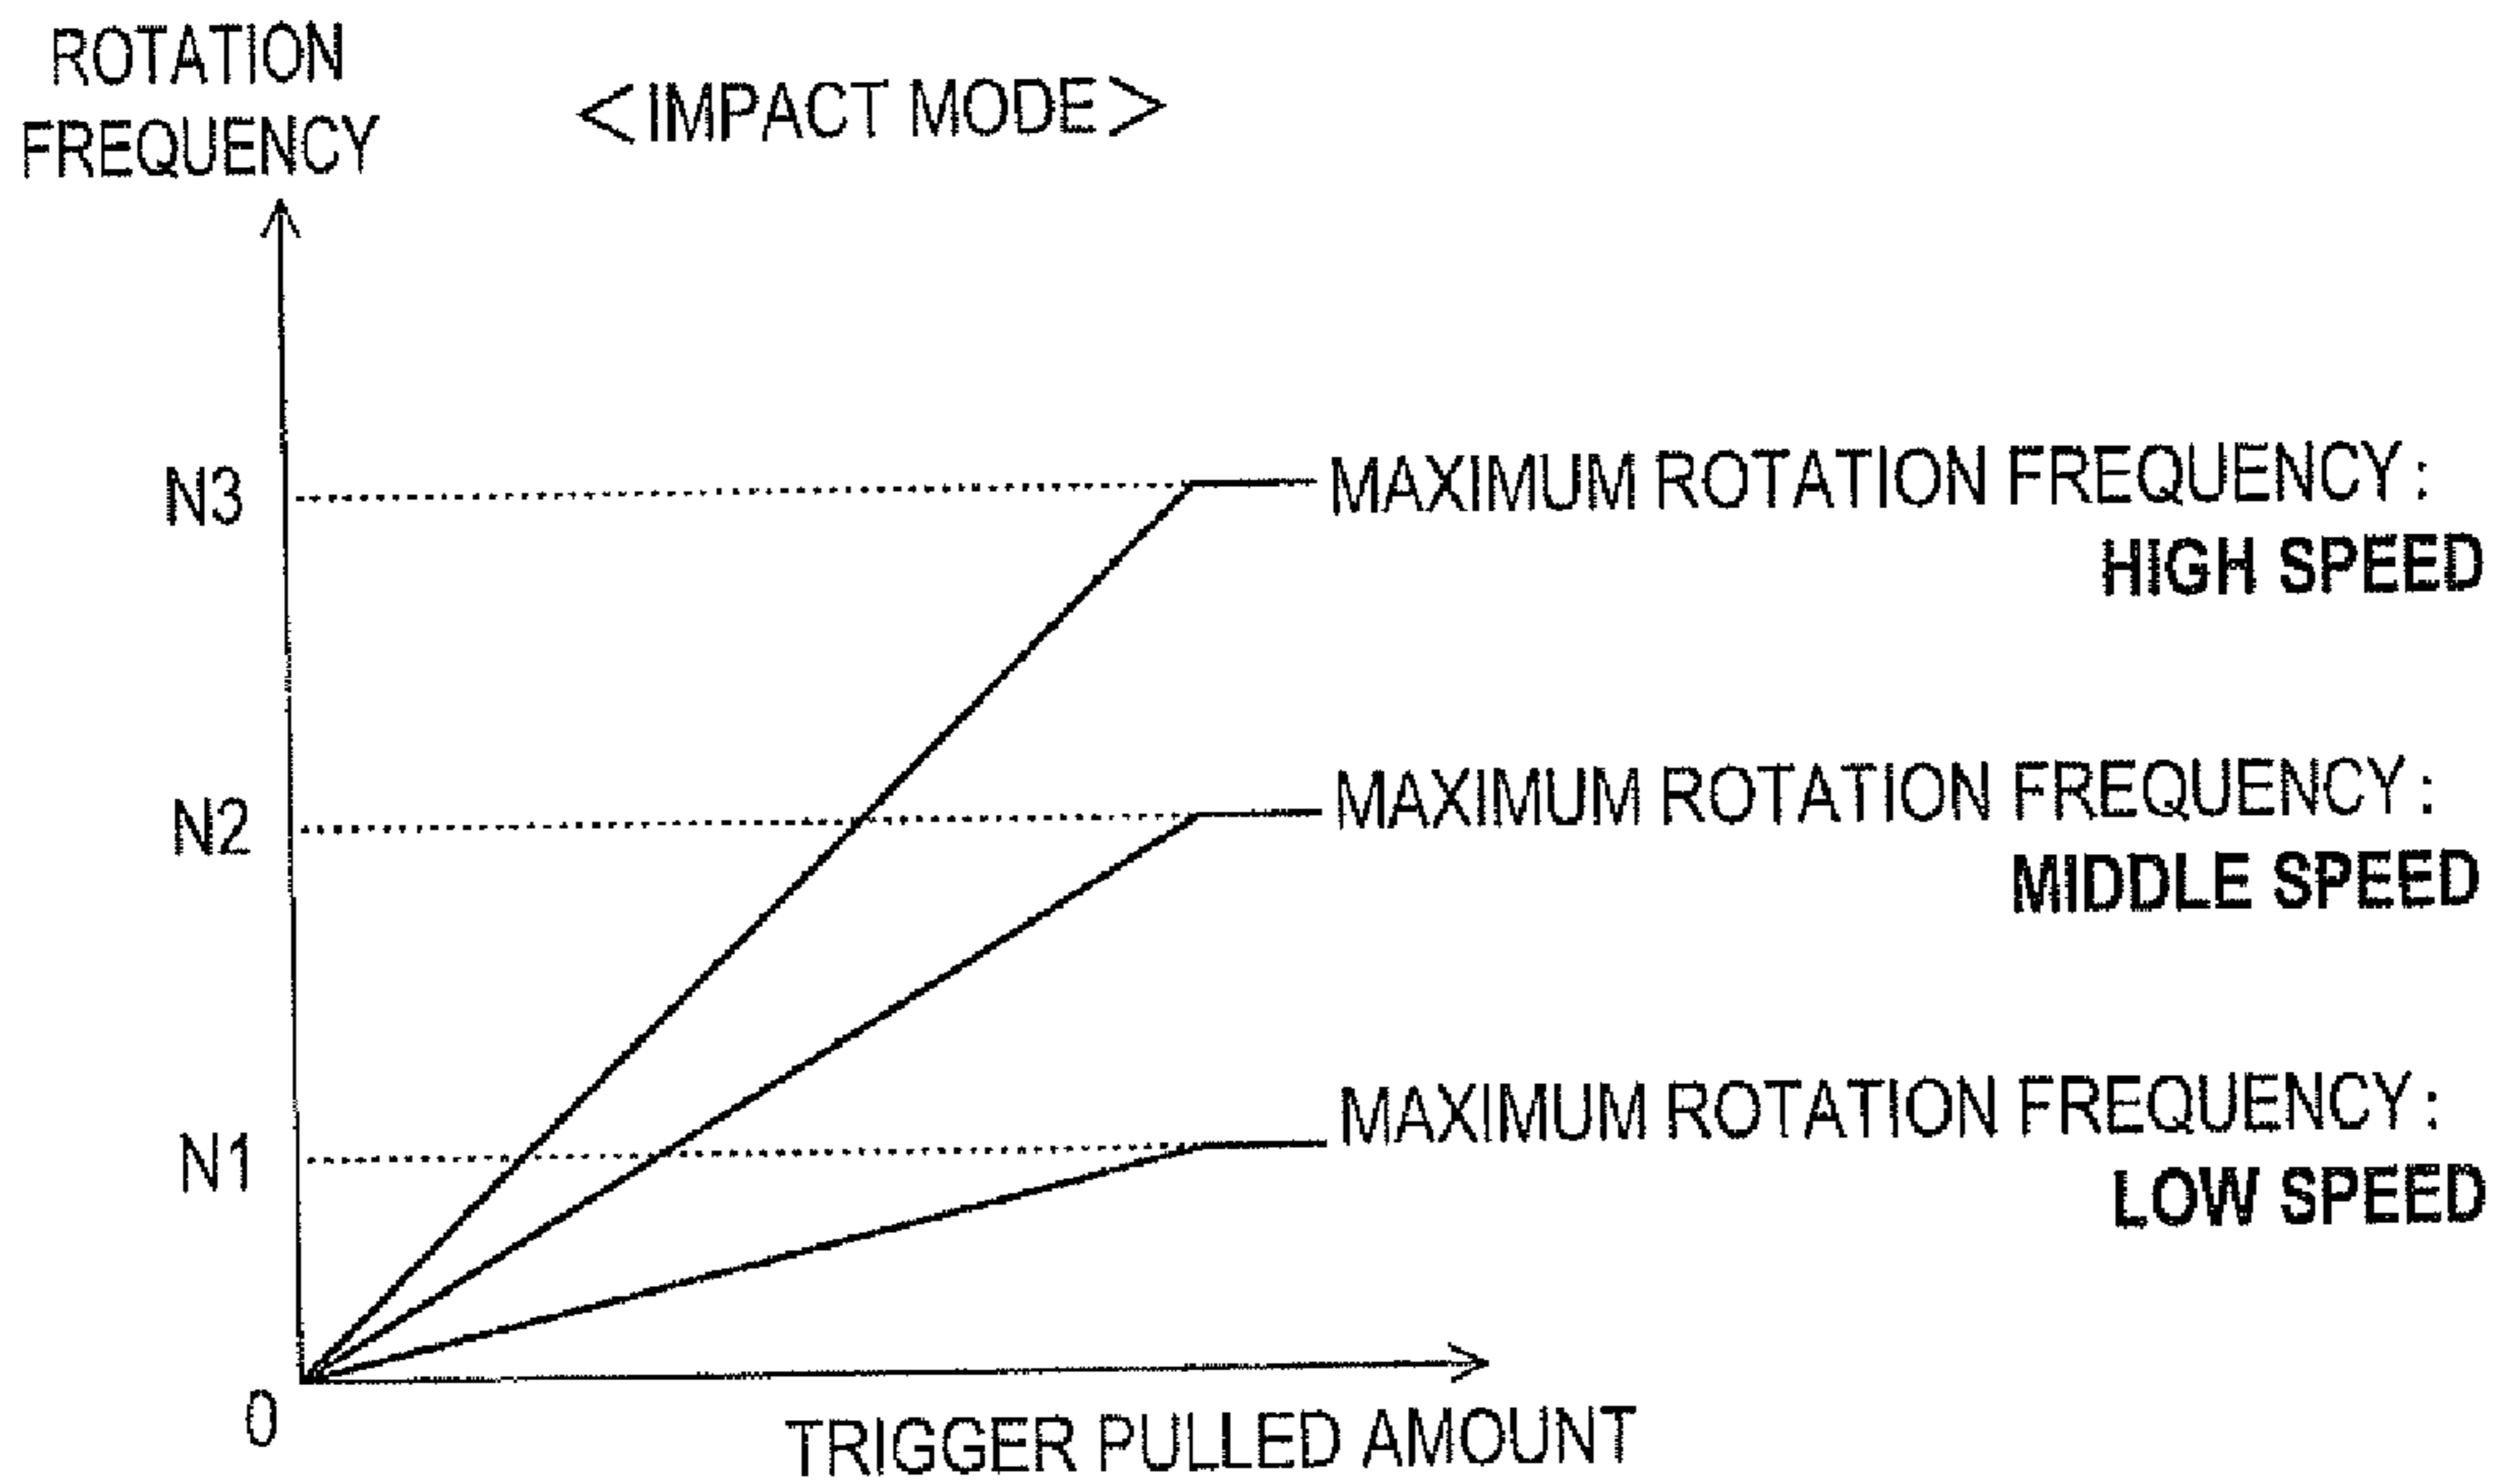 ROTATION
FREQUENCY
<IMPACT MODE>
N3
MAXIMUM ROTATION FREQUENCY:
HIGH SPEED
N2
MAXIMUM ROTATION FREQUENCY:
MIDDLE SPEED
N1
MAXIMUM ROTATION FREQUENCY:
LOW SPEED
0
TRIGGER PULLED AMOUNT